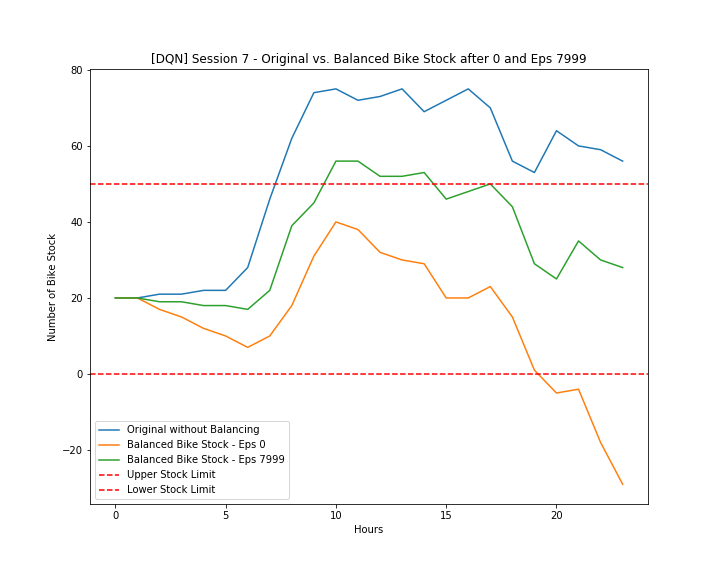 [DQN] Session 7 - Original vs. Balanced Bike Stock after 0 and Eps 7999
80
60
40
20
0
−20
Number of Bike Stock
Original without Balancing
Balanced Bike Stock - Eps 0
Balanced Bike Stock - Eps 7999
Upper Stock Limit
Lower Stock Limit
0 5 10 15 20
Hours